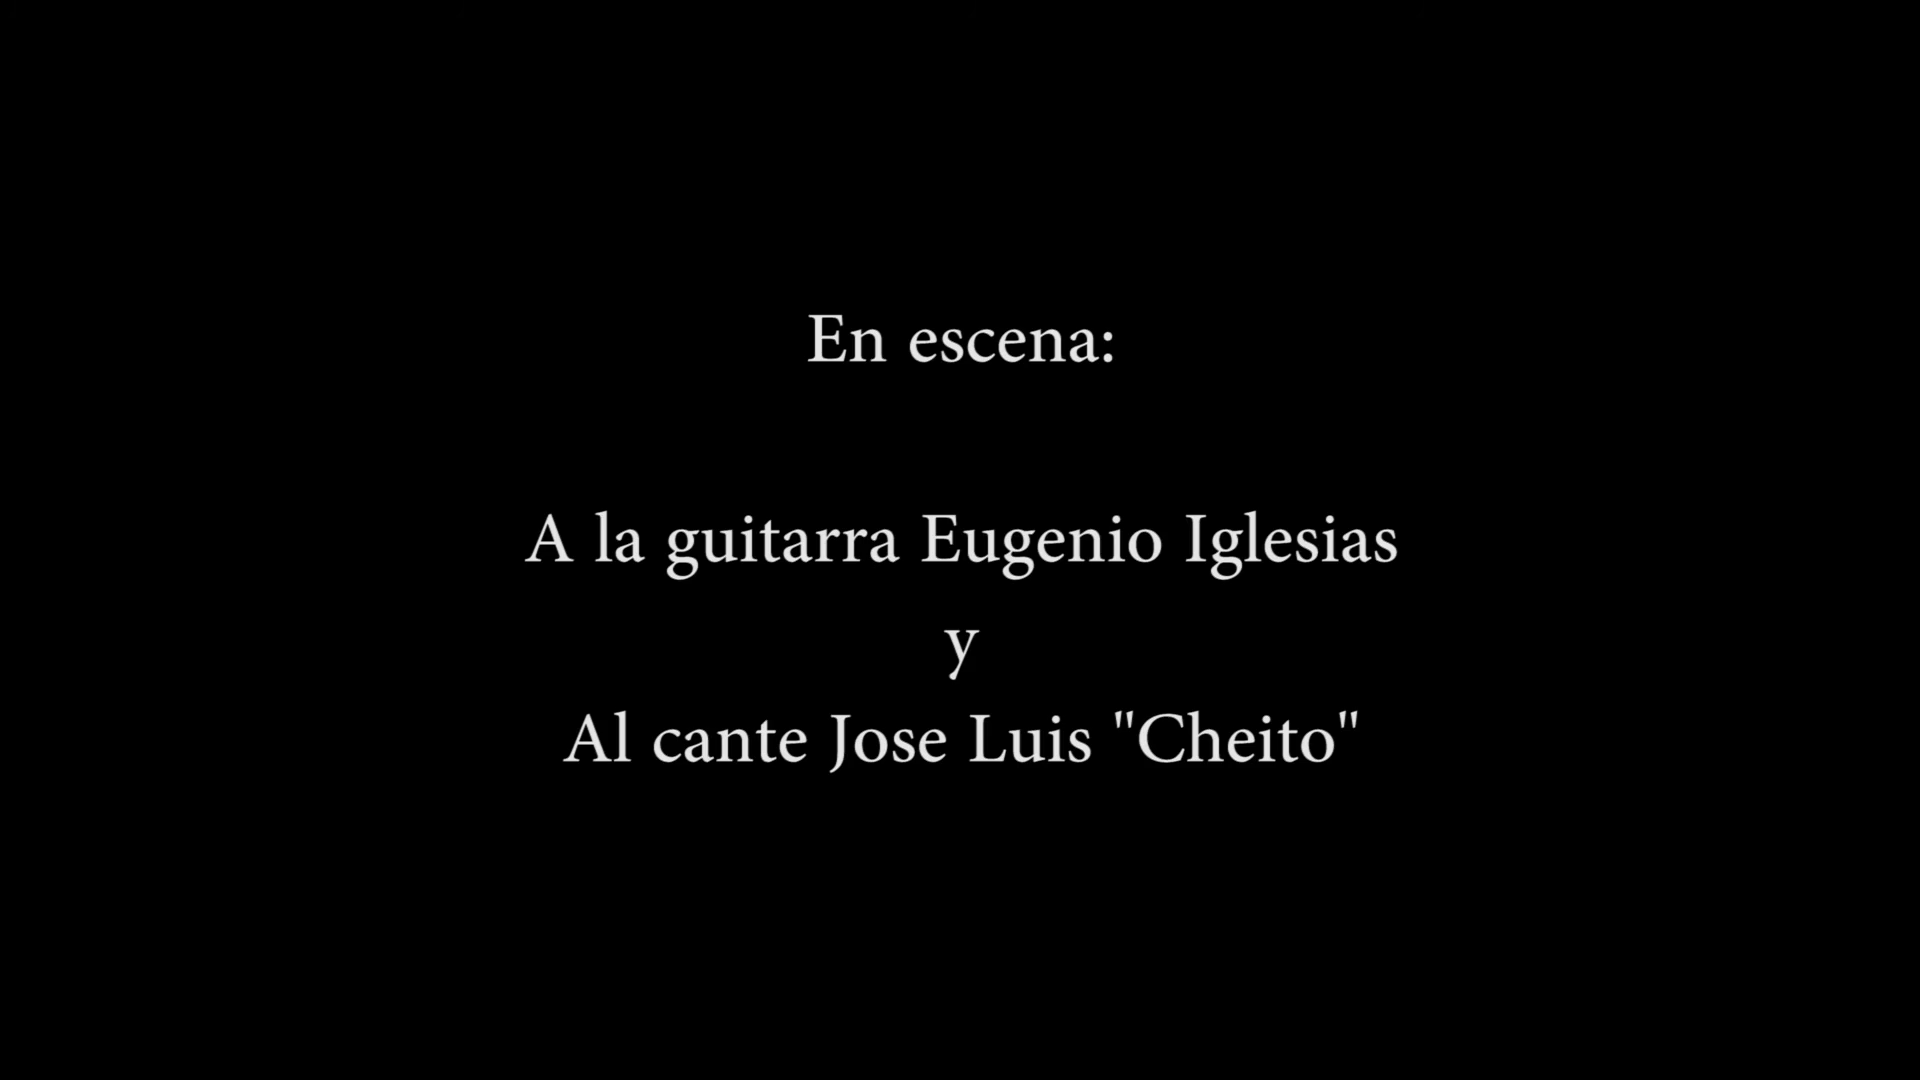 En escena:
A la guitarra Eugenio Iglesias
y
Al cante Jose Luis "Cheito"